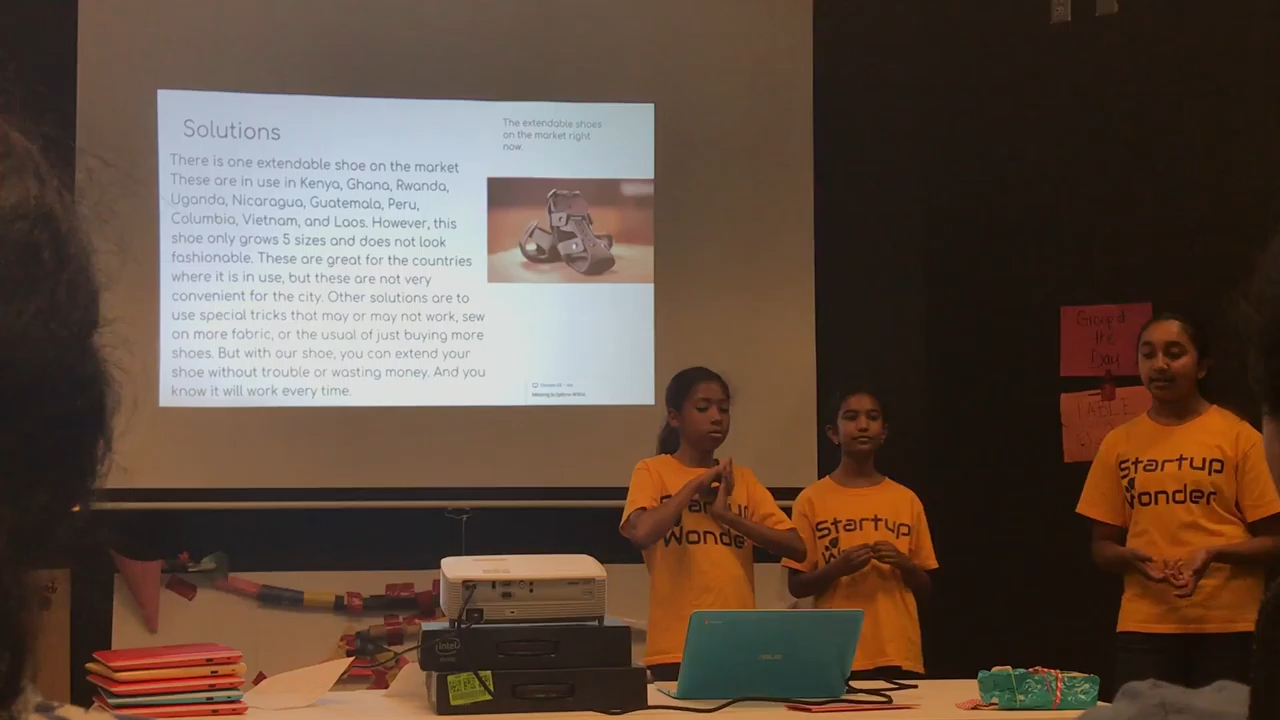 Solutions
There is one extendable shoe on the market
These are in use in Kenya, Ghana, Rwanda,
Uganda, Nicaragua, Guatemala, Peru,
Columbia, Vietnam, and Laos. However, this
shoe only grows 5 sizes and does not look
fashionable. These are great for the countries
where it is in use, but these are not very
convenient for the city. Other solutions are to
use special tricks that may or may not work, sew
on more fabric, or the usual of just buying more
shoes. But with our shoe, you can extend your
shoe without trouble or wasting money. And you
know it will work every time.
The extendable shoes
on the market right
now.
Group'd
the
Day
TABLE
Startup
Wonde
Startup
Startup
Wonder
intel
ASUS